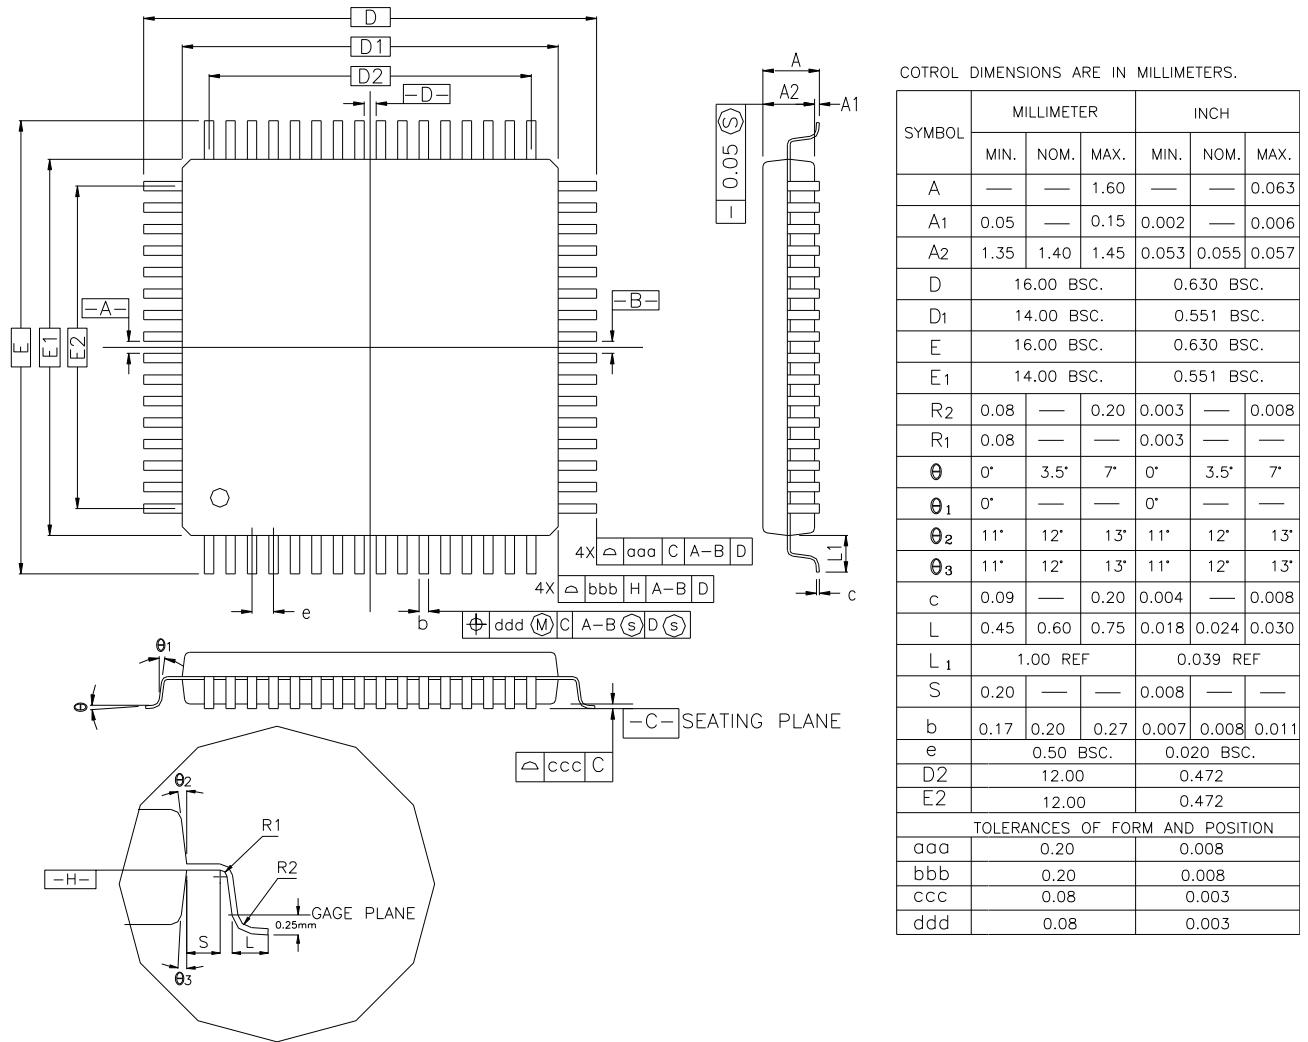 D
D1
D2
-D-
A
A2
A1
— 0.05 Ⓢ
-A-
-B-
E
E1
E2
4X ⌓ aaa C A-B D
4X ⌓ bbb H A-B D
⌖ ddd Ⓜ C A-B Ⓢ D Ⓢ
e
b
L1
c
θ1
θ
-C- SEATING PLANE
⌓ ccc C
θ2
R1
R2
-H-
GAGE PLANE
0.25mm
S
L
θ3
COTROL DIMENSIONS ARE IN MILLIMETERS.
SYMBOL MILLIMETER INCH
MIN. NOM. MAX. MIN. NOM. MAX.
A — — 1.60 — — 0.063
A1 0.05 — 0.15 0.002 — 0.006
A2 1.35 1.40 1.45 0.053 0.055 0.057
D 16.00 BSC. 0.630 BSC.
D1 14.00 BSC. 0.551 BSC.
E 16.00 BSC. 0.630 BSC.
E1 14.00 BSC. 0.551 BSC.
R2 0.08 — 0.20 0.003 — 0.008
R1 0.08 — — 0.003 — —
θ 0° 3.5° 7° 0° 3.5° 7°
θ1 0° — — 0° — —
θ2 11° 12° 13° 11° 12° 13°
θ3 11° 12° 13° 11° 12° 13°
c 0.09 — 0.20 0.004 — 0.008
L 0.45 0.60 0.75 0.018 0.024 0.030
L1 1.00 REF 0.039 REF
S 0.20 — — 0.008 — —
b 0.17 0.20 0.27 0.007 0.008 0.011
e 0.50 BSC. 0.020 BSC.
D2 12.00 0.472
E2 12.00 0.472
TOLERANCES OF FORM AND POSITION
aaa 0.20 0.008
bbb 0.20 0.008
ccc 0.08 0.003
ddd 0.08 0.003